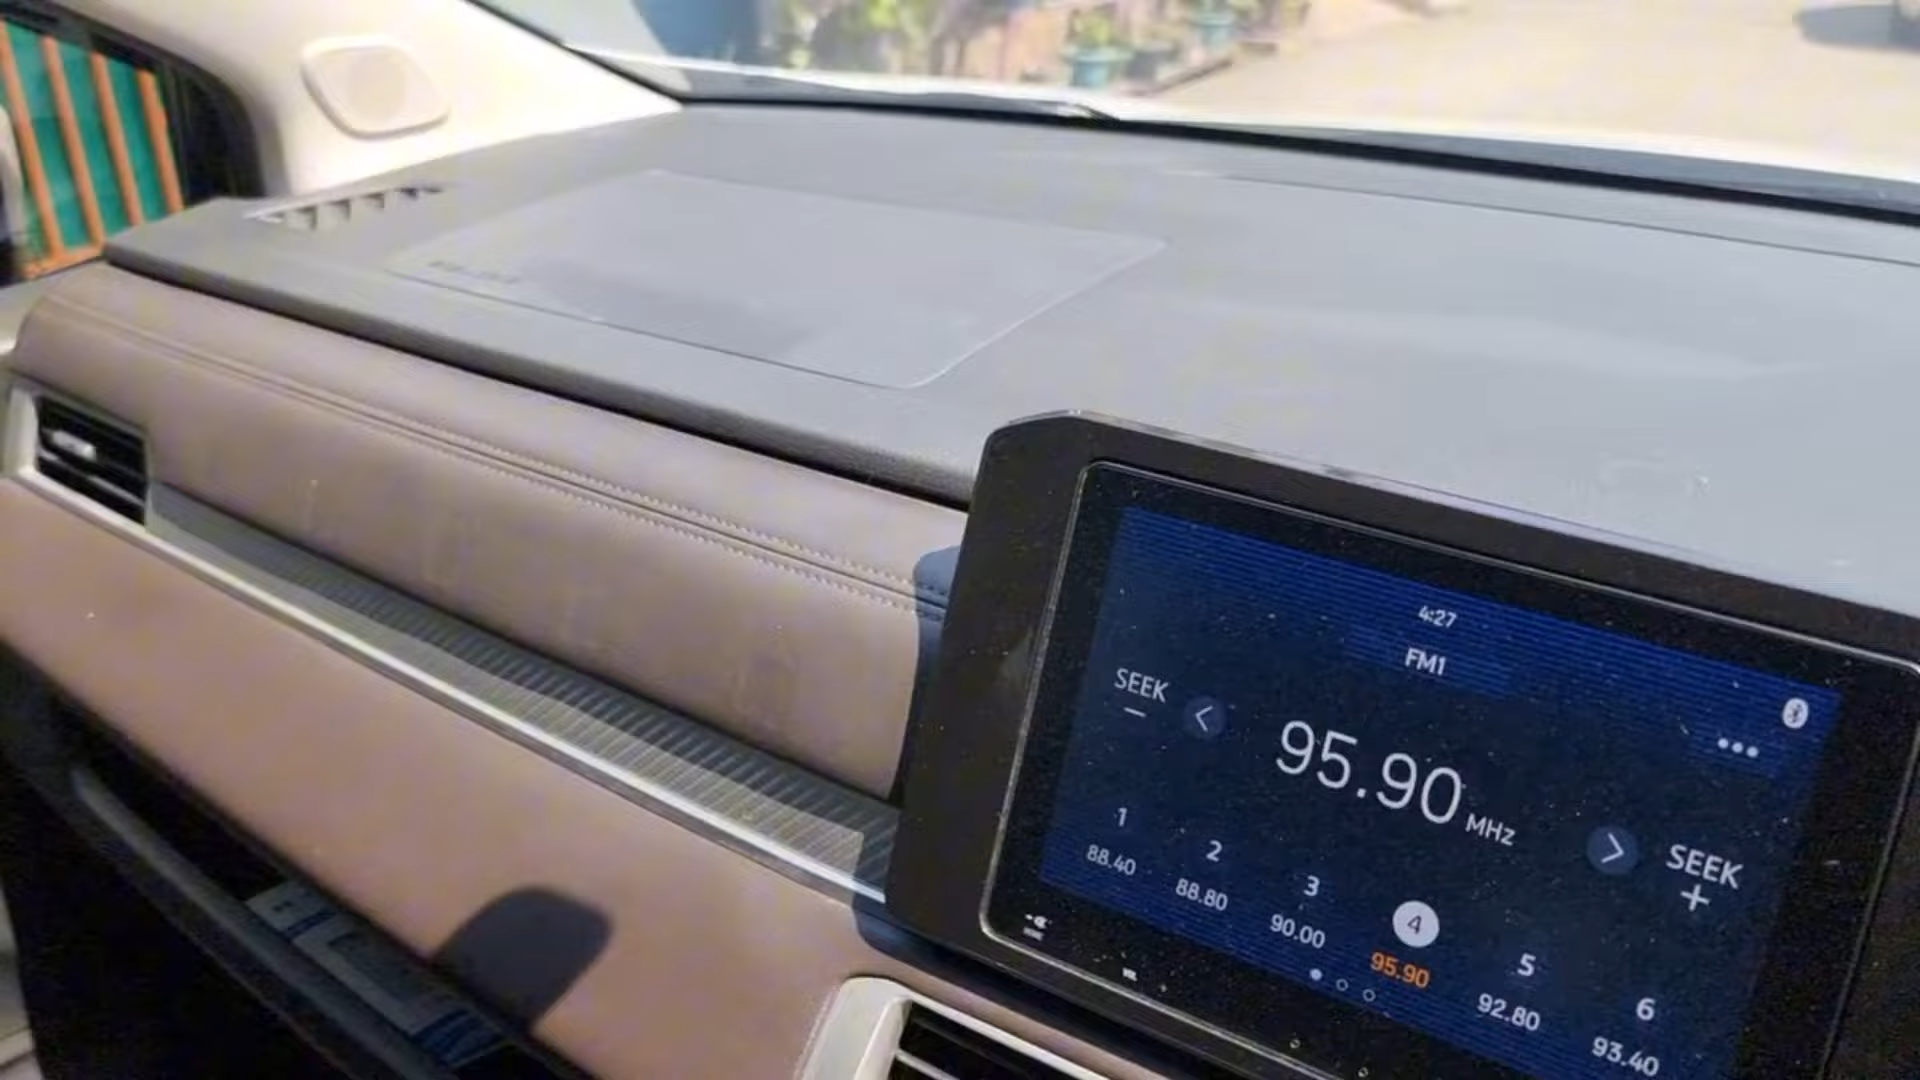 4:27
FM1
SEEK
−
<
95.90 MHz
•••
>
SEEK
+
1 2 3 4 5 6
88.40 88.80 90.00 95.90 92.80 93.40
VOL